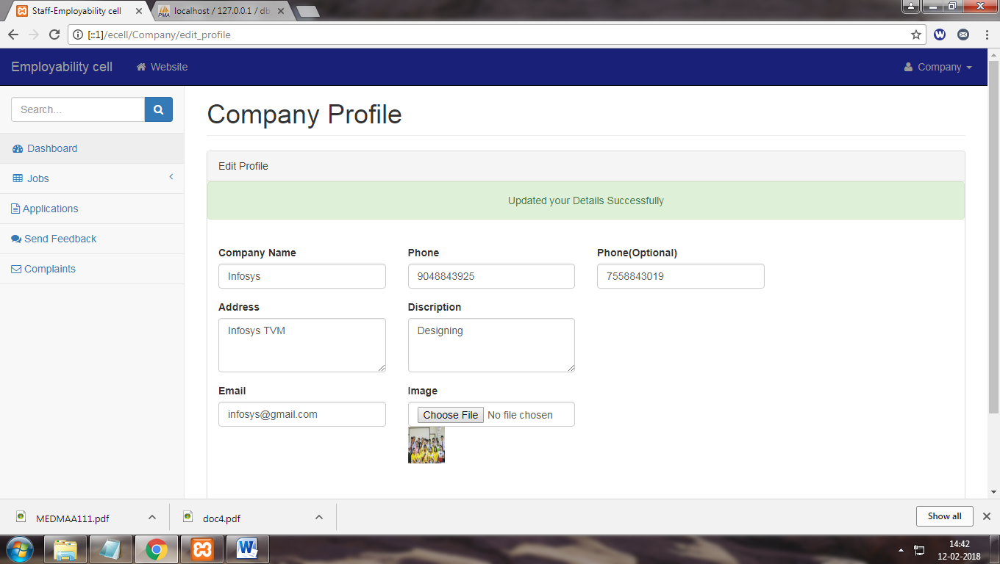 Staff-Employability cell
localhost / 127.0.0.1 / db
[::1]/ecell/Company/edit_profile
Employability cell Website Company
Search...
Dashboard
Jobs
Applications
Send Feedback
Complaints
Company Profile
Edit Profile
Updated your Details Successfully
Company Name Phone Phone(Optional)
Infosys 9048843925 7558843019
Address Discription
Infosys TVM Designing
Email Image
infosys@gmail.com Choose File No file chosen
MEDMAA111.pdf doc4.pdf Show all
14:42
12-02-2018